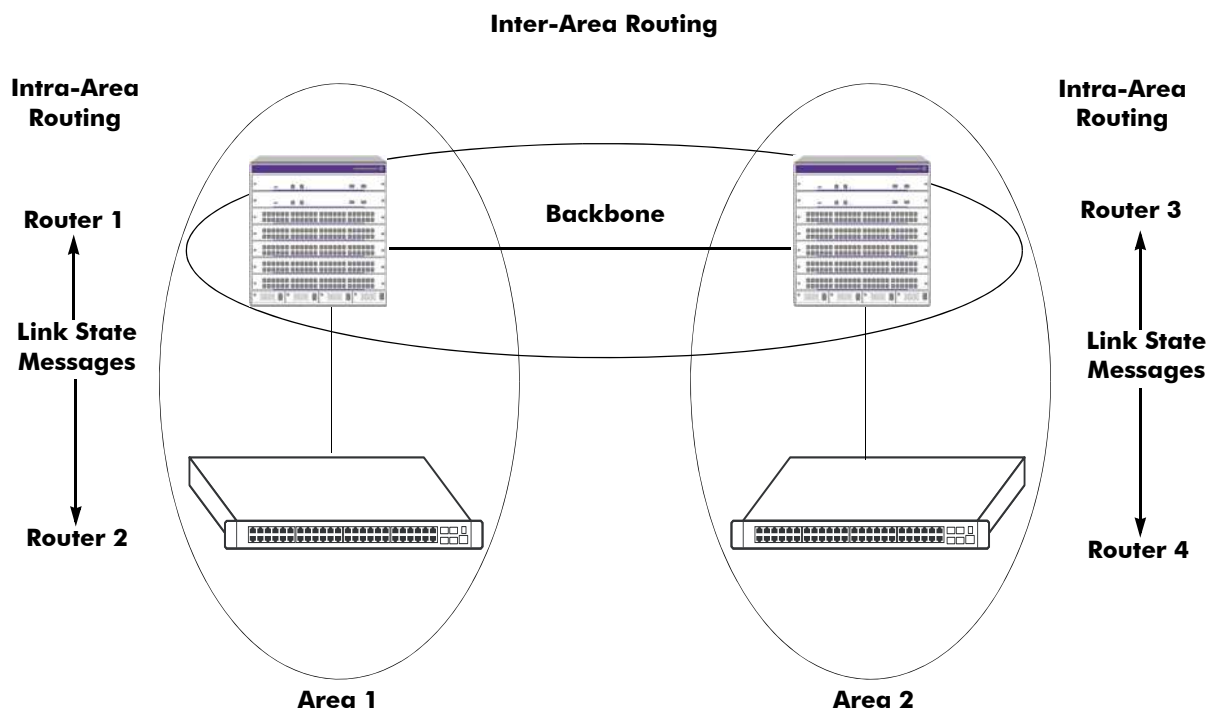 Inter-Area Routing
Intra-Area
Routing
Intra-Area
Routing
Router 1
Backbone
Router 3
Link State
Messages
Link State
Messages
Router 2
Router 4
Area 1
Area 2